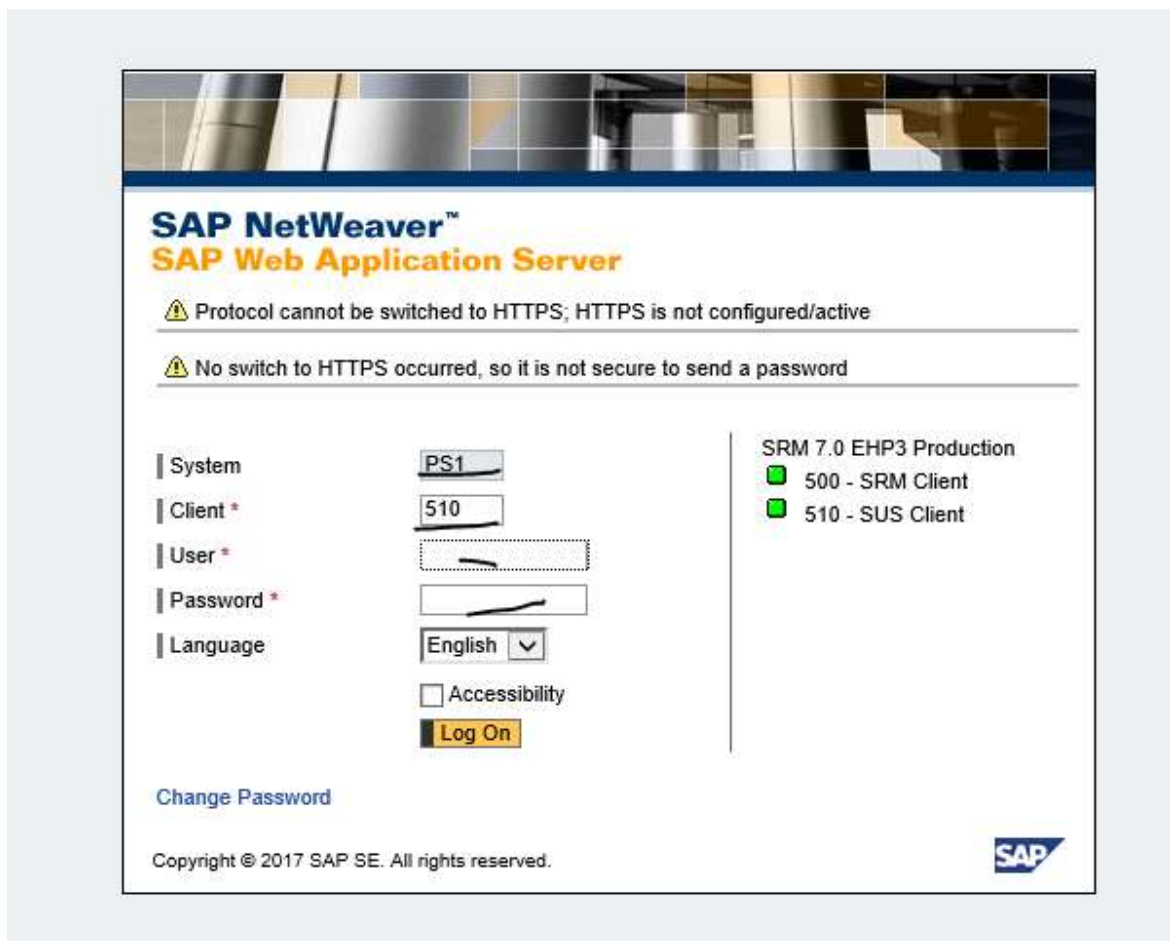 SAP NetWeaver™
SAP Web Application Server
Protocol cannot be switched to HTTPS; HTTPS is not configured/active
No switch to HTTPS occurred, so it is not secure to send a password
System PS1
Client * 510
User *
Password *
Language English
Accessibility
Log On
SRM 7.0 EHP3 Production
500 - SRM Client
510 - SUS Client
Change Password
Copyright © 2017 SAP SE. All rights reserved.
SAP